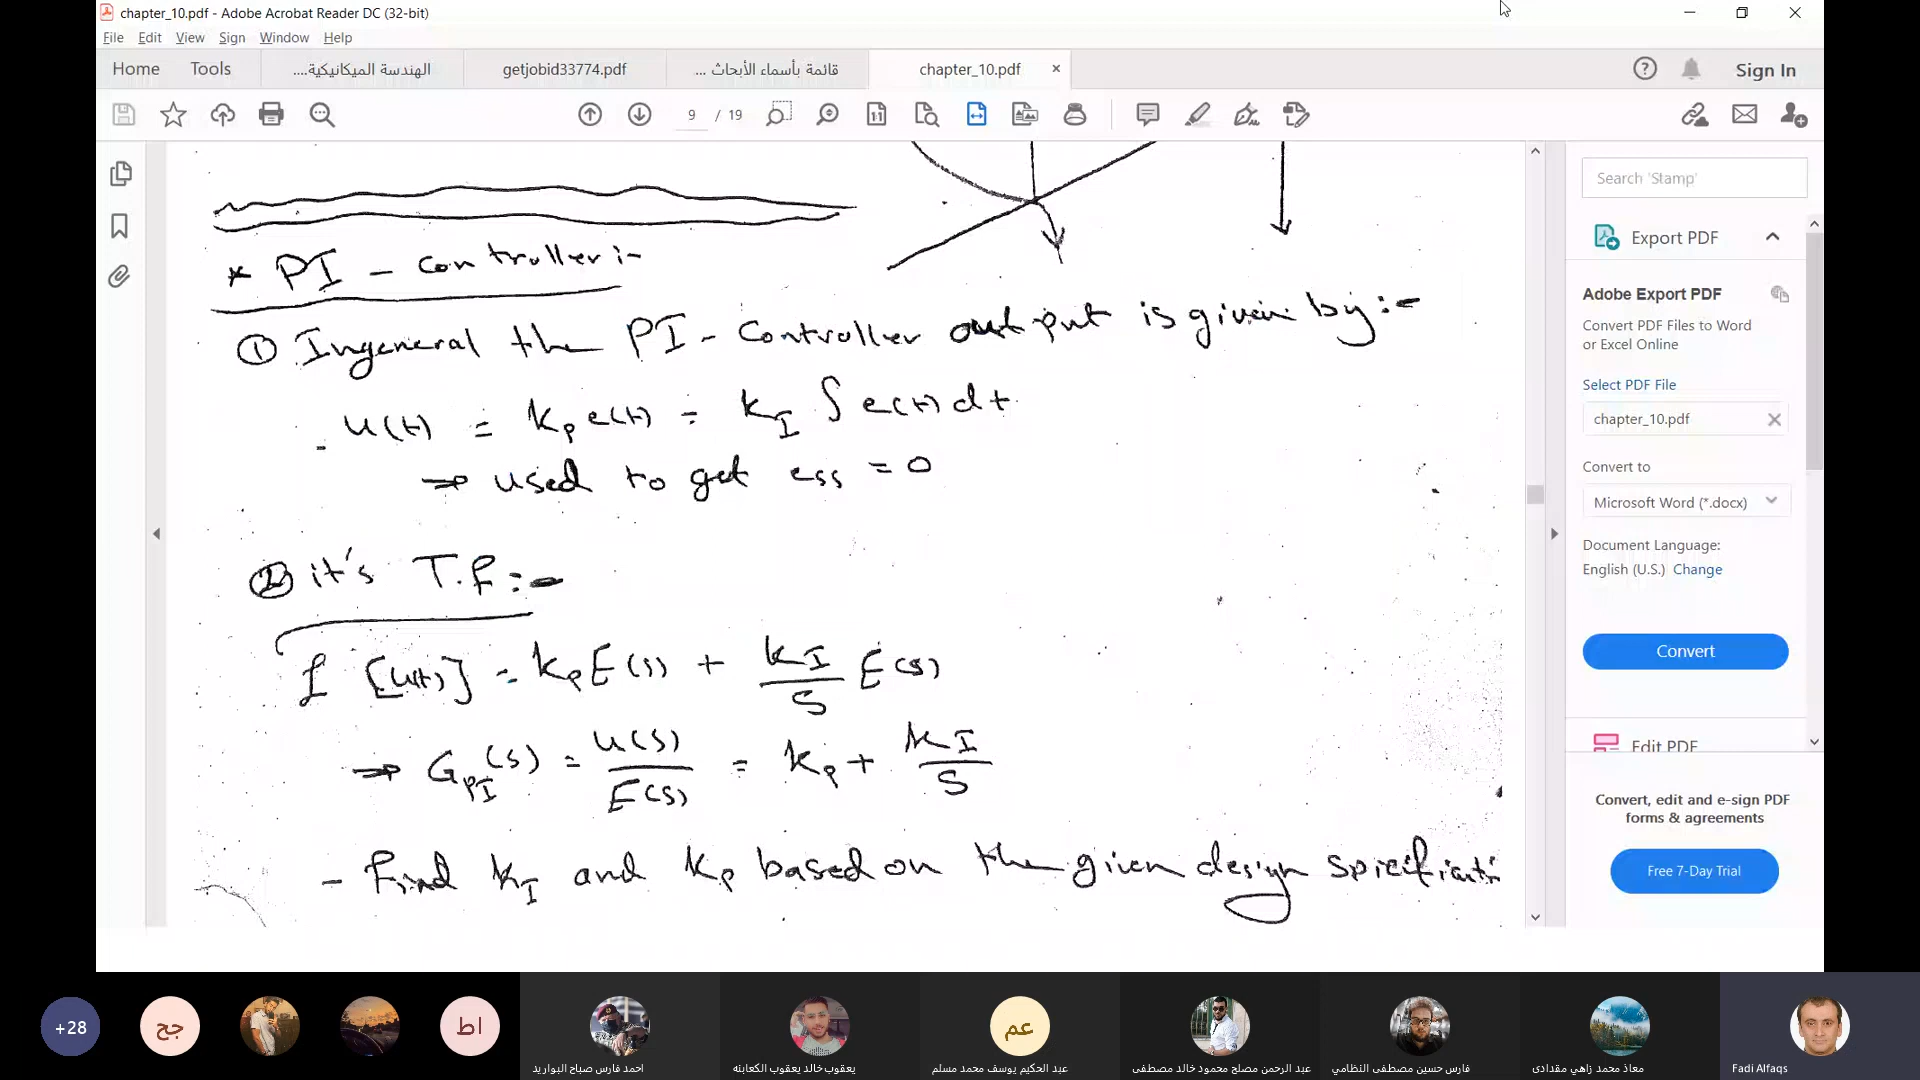 chapter_10.pdf - Adobe Acrobat Reader DC (32-bit)
File Edit View Sign Window Help
Home Tools الهندسة الميكانيكية.... getjobid33774.pdf قائمة بأسماء الأبحاث ... chapter_10.pdf × Sign In
9 / 19
* PI - controller :-
① Ingeneral the PI - Controller output is given by :-
u(t) = kp e(t) = kI ∫ e(t) dt
⇒ used to get ess = 0
② it's T.f :-
£ [u(t)] = kp E(s) + kI/S E(s)
⇒ GPI(s) = U(S)/E(S) = kp + kI/S
- Find kI and kp based on the given design
Search 'Stamp'
Export PDF
Adobe Export PDF
Convert PDF Files to Word
or Excel Online
Select PDF File
chapter_10.pdf
Convert to
Microsoft Word (*.docx)
Document Language:
English (U.S.) Change
Convert
Edit PDF
Convert, edit and e-sign PDF
forms & agreements
Free 7-Day Trial
+28 جح اط عم
احمد فارس صباح البواريد
يعقوب خالد يعقوب الكعابنه
عبد الحكيم يوسف محمد مسلم
عبد الرحمن مصلح محمود خالد مصطفى
فارس حسين مصطفى النظامي
معاذ محمد زاهي مقدادى
Fadi Alfaqs